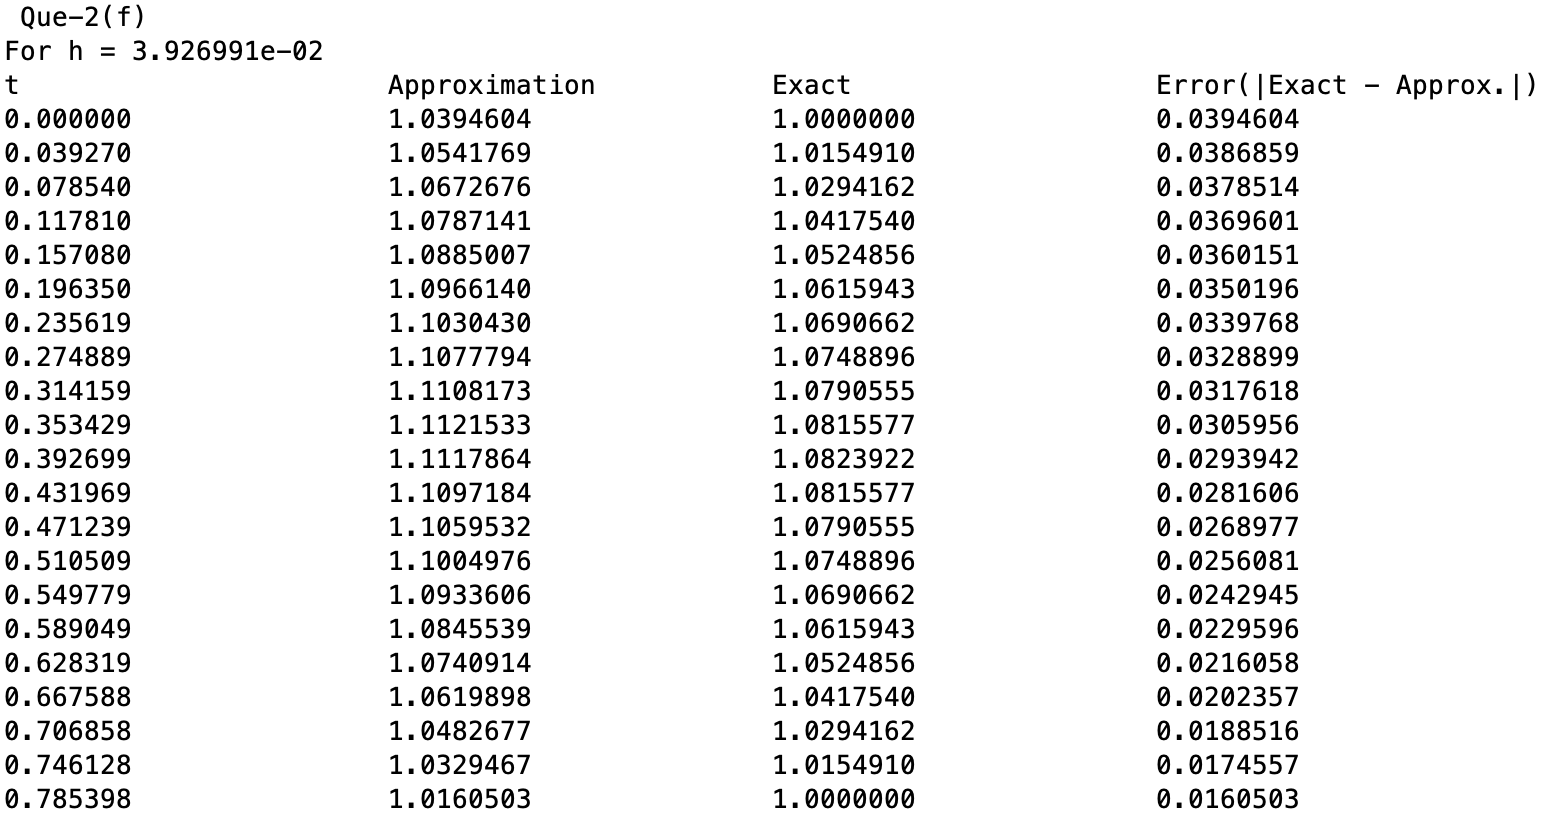 Que-2(f)
For h = 3.926991e-02
t Approximation Exact Error(|Exact - Approx.|)
0.000000 1.0394604 1.0000000 0.0394604
0.039270 1.0541769 1.0154910 0.0386859
0.078540 1.0672676 1.0294162 0.0378514
0.117810 1.0787141 1.0417540 0.0369601
0.157080 1.0885007 1.0524856 0.0360151
0.196350 1.0966140 1.0615943 0.0350196
0.235619 1.1030430 1.0690662 0.0339768
0.274889 1.1077794 1.0748896 0.0328899
0.314159 1.1108173 1.0790555 0.0317618
0.353429 1.1121533 1.0815577 0.0305956
0.392699 1.1117864 1.0823922 0.0293942
0.431969 1.1097184 1.0815577 0.0281606
0.471239 1.1059532 1.0790555 0.0268977
0.510509 1.1004976 1.0748896 0.0256081
0.549779 1.0933606 1.0690662 0.0242945
0.589049 1.0845539 1.0615943 0.0229596
0.628319 1.0740914 1.0524856 0.0216058
0.667588 1.0619898 1.0417540 0.0202357
0.706858 1.0482677 1.0294162 0.0188516
0.746128 1.0329467 1.0154910 0.0174557
0.785398 1.0160503 1.0000000 0.0160503